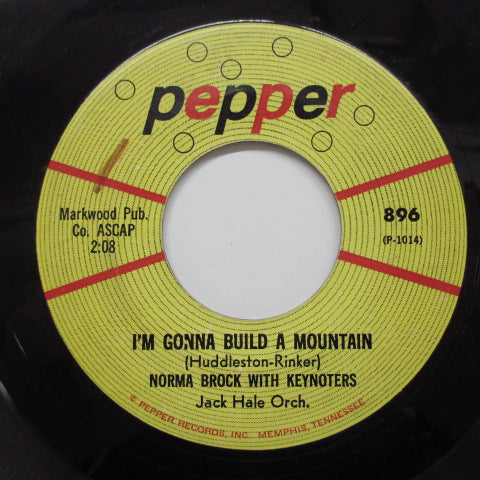 pepper
Markwood Pub.
Co. ASCAP
2:08
896
(P-1014)
I'M GONNA BUILD A MOUNTAIN
(Huddleston-Rinker)
NORMA BROCK WITH KEYNOTERS
Jack Hale Orch.
℗ PEPPER RECORDS, INC. MEMPHIS, TENNESSEE